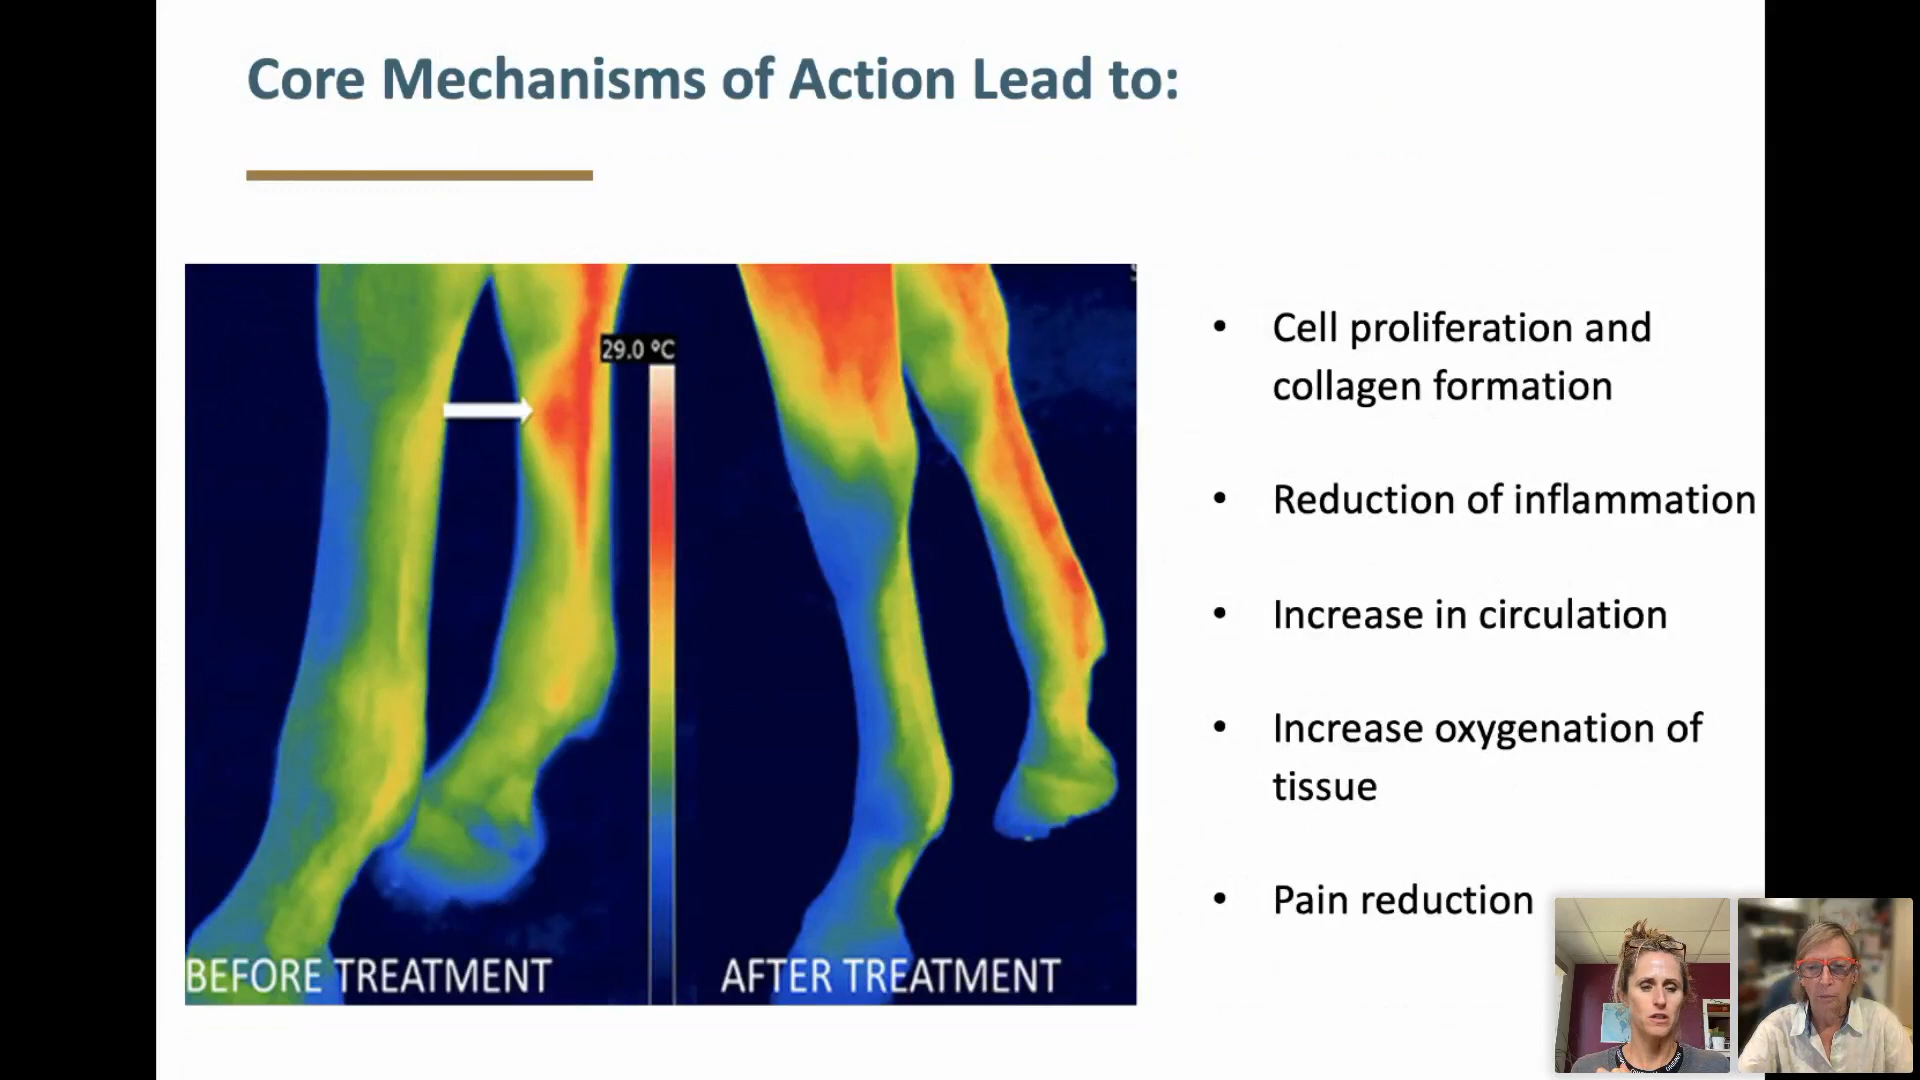 Core Mechanisms of Action Lead to:
29.0 ºC
BEFORE TREATMENT
AFTER TREATMENT
• Cell proliferation and
collagen formation
• Reduction of inflammation
• Increase in circulation
• Increase oxygenation of
tissue
• Pain reduction